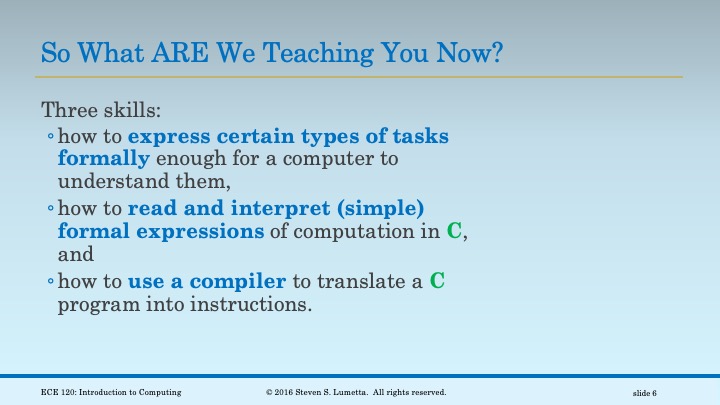 So What ARE We Teaching You Now?
Three skills:
◦how to express certain types of tasks
formally enough for a computer to
understand them,
◦how to read and interpret (simple)
formal expressions of computation in C,
and
◦how to use a compiler to translate a C
program into instructions.
ECE 120: Introduction to Computing © 2016 Steven S. Lumetta. All rights reserved. slide 6